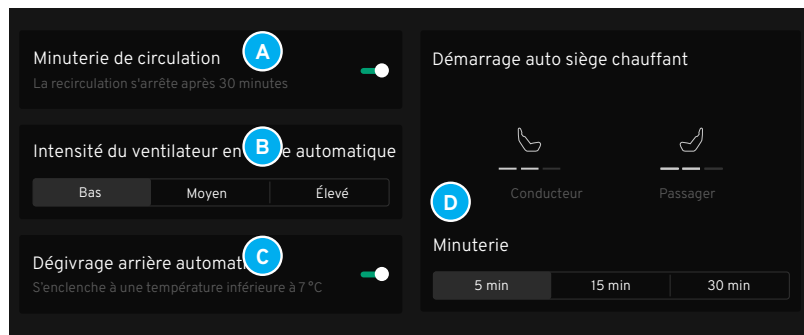 Minuterie de circulation
A
La recirculation s'arrête après 30 minutes
Intensité du ventilateur en e automatique
B
Bas Moyen Élevé
Dégivrage arrière automati
C
S'enclenche à une température inférieure à 7 °C
Démarrage auto siège chauffant
Conducteur Passager
D
Minuterie
5 min 15 min 30 min